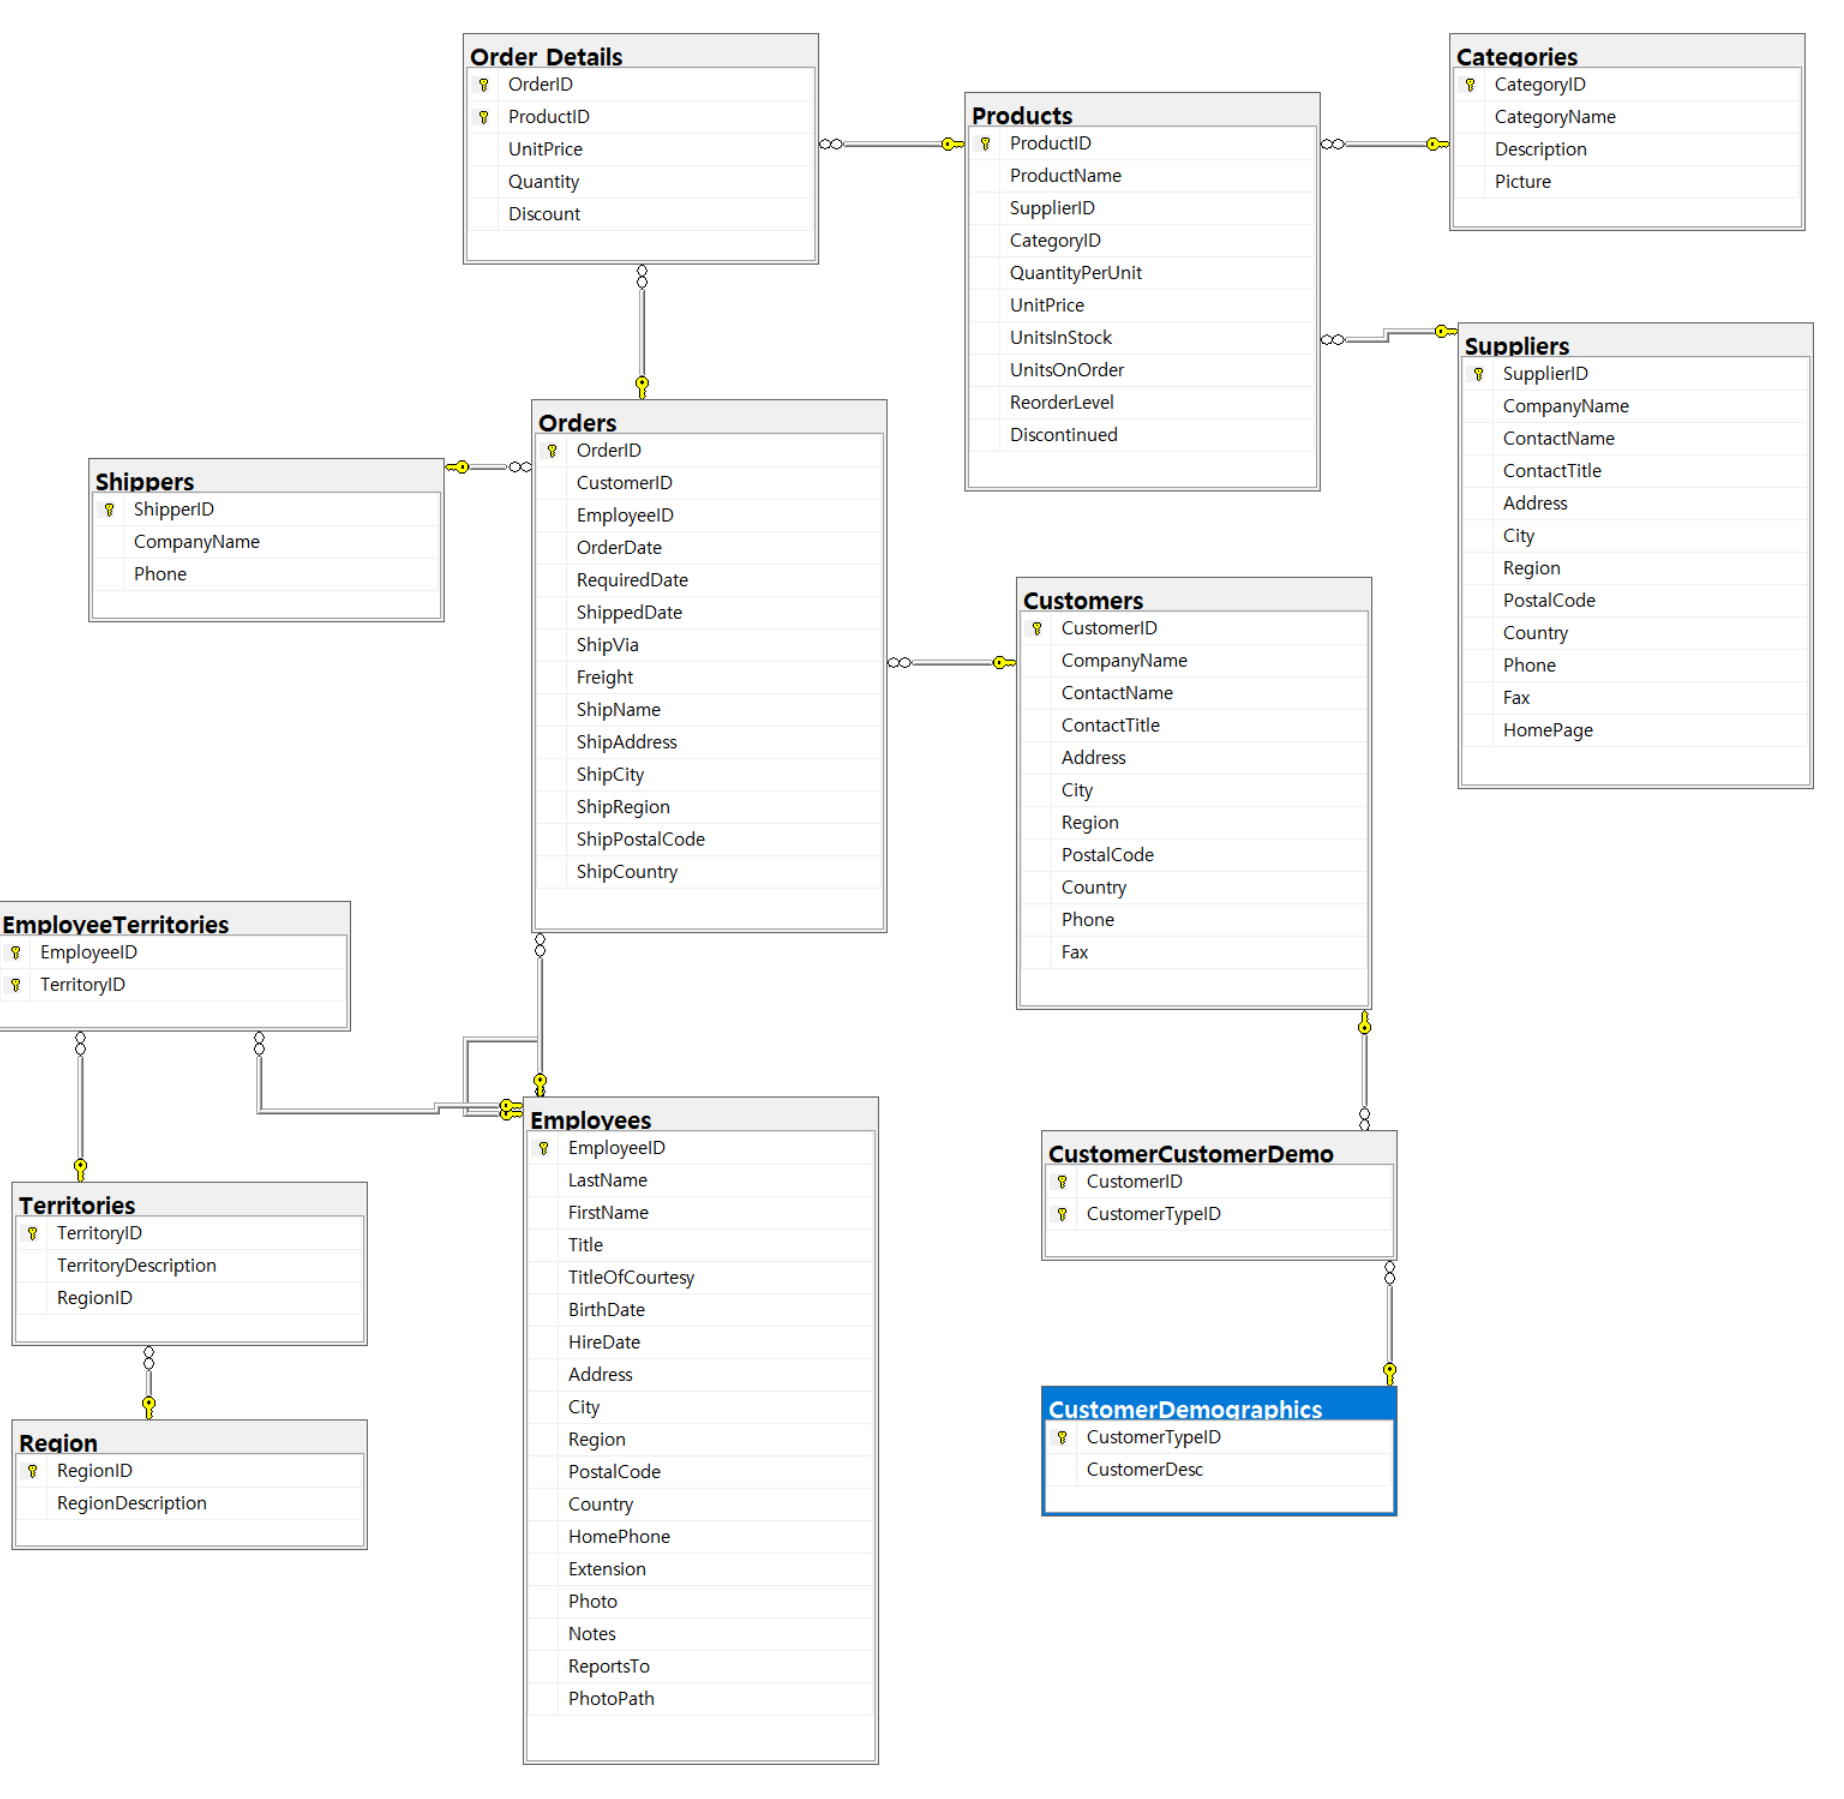 Order Details
OrderID
ProductID
UnitPrice
Quantity
Discount
Products
ProductID
ProductName
SupplierID
CategoryID
QuantityPerUnit
UnitPrice
UnitsInStock
UnitsOnOrder
ReorderLevel
Discontinued
Categories
CategoryID
CategoryName
Description
Picture
Suppliers
SupplierID
CompanyName
ContactName
ContactTitle
Address
City
Region
PostalCode
Country
Phone
Fax
HomePage
Shippers
ShipperID
CompanyName
Phone
Orders
OrderID
CustomerID
EmployeeID
OrderDate
RequiredDate
ShippedDate
ShipVia
Freight
ShipName
ShipAddress
ShipCity
ShipRegion
ShipPostalCode
ShipCountry
Customers
CustomerID
CompanyName
ContactName
ContactTitle
Address
City
Region
PostalCode
Country
Phone
Fax
EmployeeTerritories
EmployeeID
TerritoryID
Territories
TerritoryID
TerritoryDescription
RegionID
Region
RegionID
RegionDescription
Employees
EmployeeID
LastName
FirstName
Title
TitleOfCourtesy
BirthDate
HireDate
Address
City
Region
PostalCode
Country
HomePhone
Extension
Photo
Notes
ReportsTo
PhotoPath
CustomerCustomerDemo
CustomerID
CustomerTypeID
CustomerDemographics
CustomerTypeID
CustomerDesc